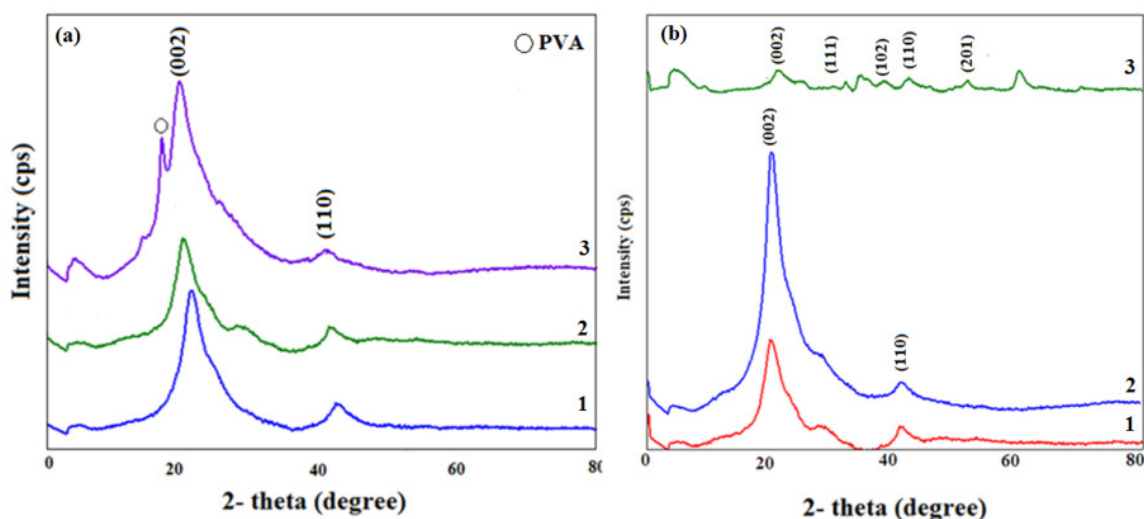 (a)
○ PVA
(002)
(110)
3
2
1
Intensity (cps)
0 20 40 60 80
2- theta (degree)
(b)
(002)
(111)
(102)
(110)
(201)
3
(002)
(110)
2
1
Intensity (cps)
0 20 40 60 80
2- theta (degree)